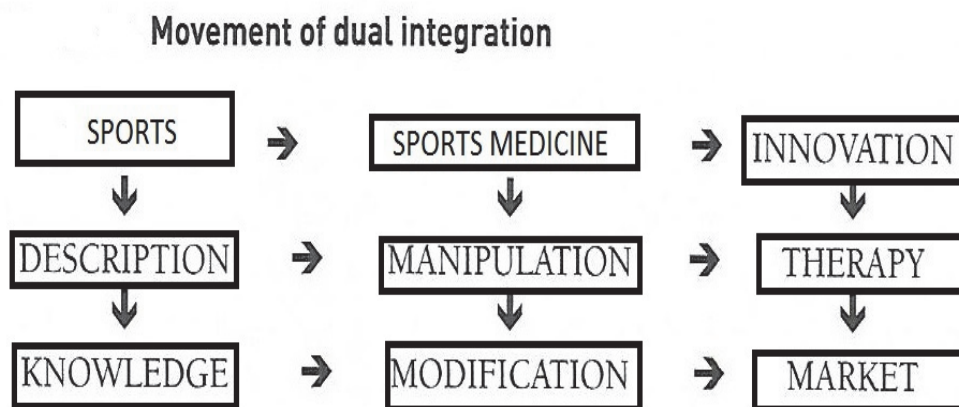 Movement of dual integration
SPORTS
SPORTS MEDICINE
INNOVATION
DESCRIPTION
MANIPULATION
THERAPY
KNOWLEDGE
MODIFICATION
MARKET